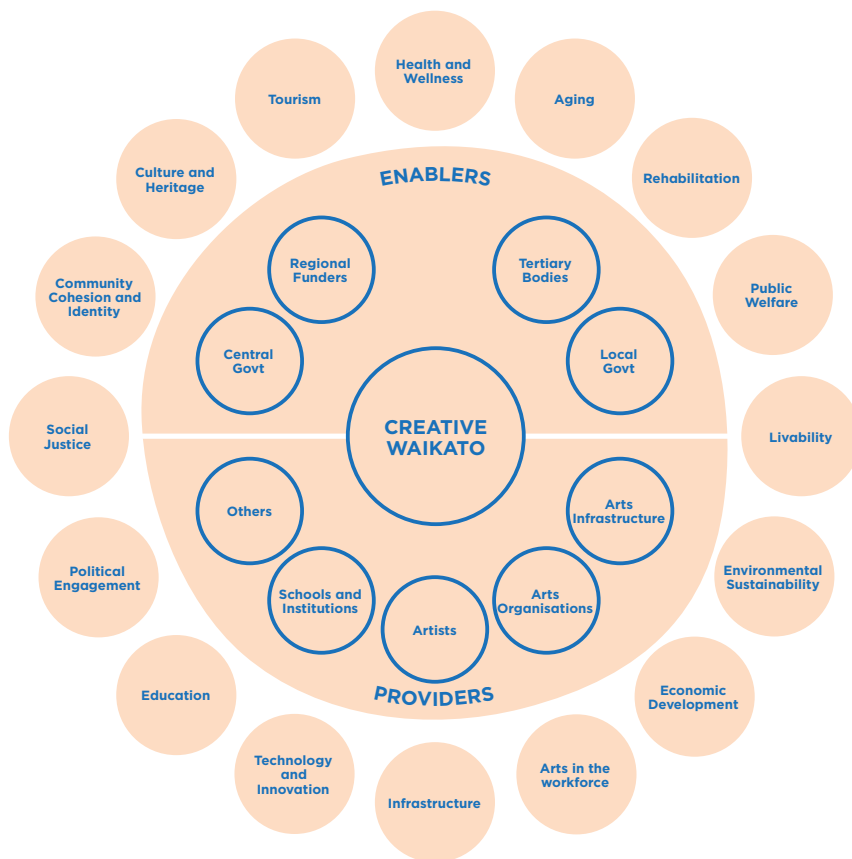 Health and
Wellness
Tourism
Aging
Culture and
Heritage
Rehabilitation
ENABLERS
Regional
Funders
Tertiary
Bodies
Community
Cohesion and
Identity
Public
Welfare
Central
Govt
Local
Govt
CREATIVE
WAIKATO
Social
Justice
Livability
Others
Arts
Infrastructure
Political
Engagement
Environmental
Sustainability
Schools and
Institutions
Arts
Organisations
Artists
PROVIDERS
Education
Economic
Development
Technology
and
Innovation
Arts in the
workforce
Infrastructure